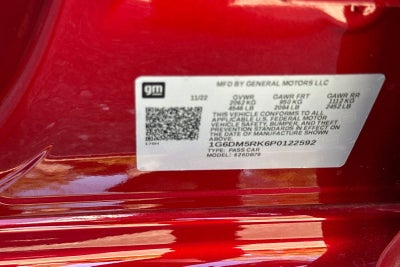 gm
MFD BY GENERAL MOTORS LLC
11/22 GVWR GAWR FRT GAWR RR
2062 KG 950 KG 1112 KG
4546 LB 2094 LB 2452 LB
THIS VEHICLE CONFORMS TO ALL
APPLICABLE U.S. FEDERAL MOTOR
VEHICLE SAFETY, BUMPER, AND THEFT
PREVENTION STANDARDS IN EFFECT ON
THE DATE OF MANUFACTURE SHOWN
ABOVE.
1G6DM5RK6P0122592
TYPE: PASS CAR
MODEL: 6ZB79